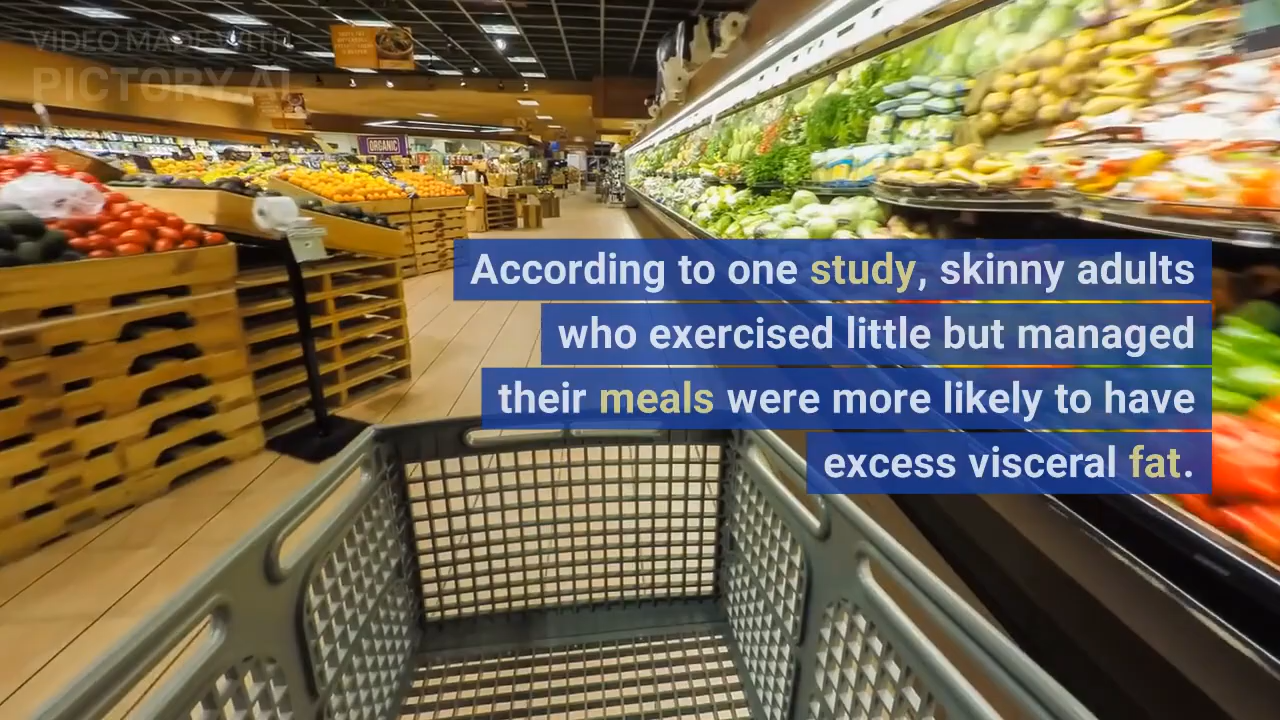 VIDEO MADE WITH
PICTORY.AI
ORGANIC
According to one study, skinny adults
who exercised little but managed
their meals were more likely to have
excess visceral fat.